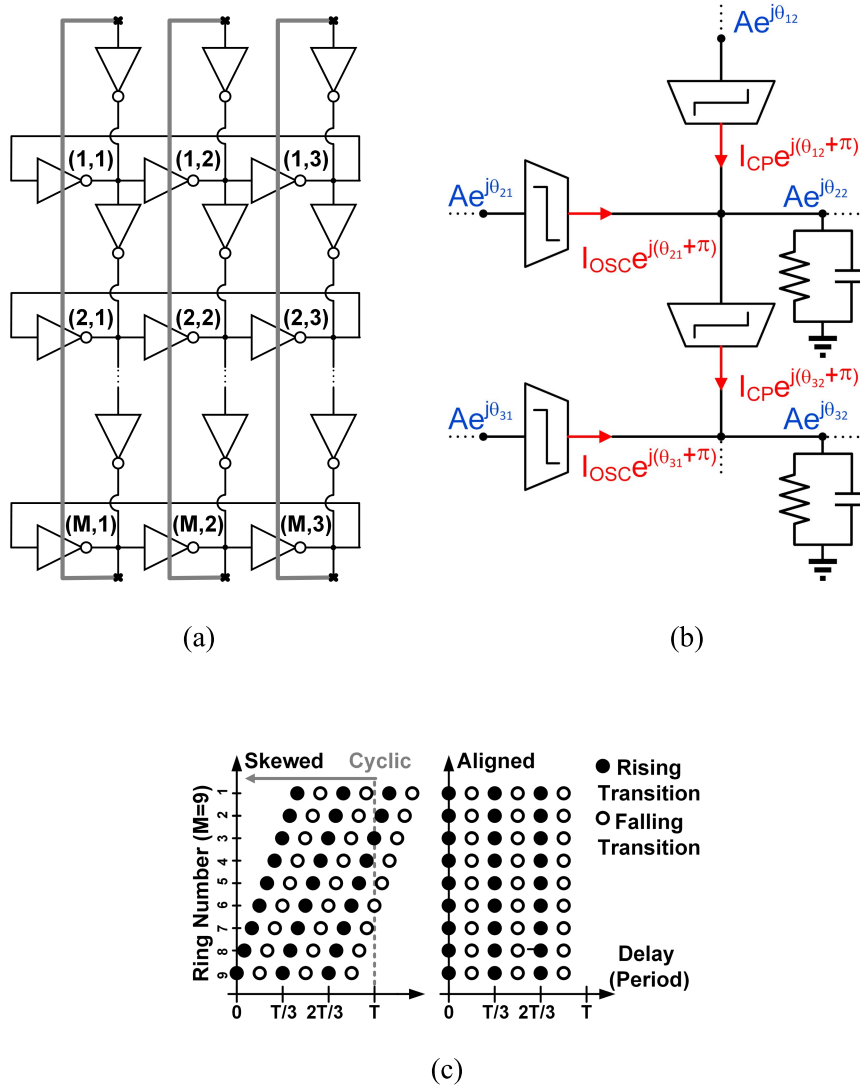 (1,1) (1,2) (1,3)
(2,1) (2,2) (2,3)
(M,1) (M,2) (M,3)
(a)
Ae^jθ12
I_CP e^j(θ12+π)
Ae^jθ21
Ae^jθ22
I_OSC e^j(θ21+π)
I_CP e^j(θ32+π)
Ae^jθ31
Ae^jθ32
I_OSC e^j(θ31+π)
(b)
Skewed Cyclic
Aligned
Rising
Transition
Falling
Transition
Ring Number (M=9)
1
2
3
4
5
6
7
8
9
0 T/3 2T/3 T
0 T/3 2T/3 T
Delay
(Period)
(c)